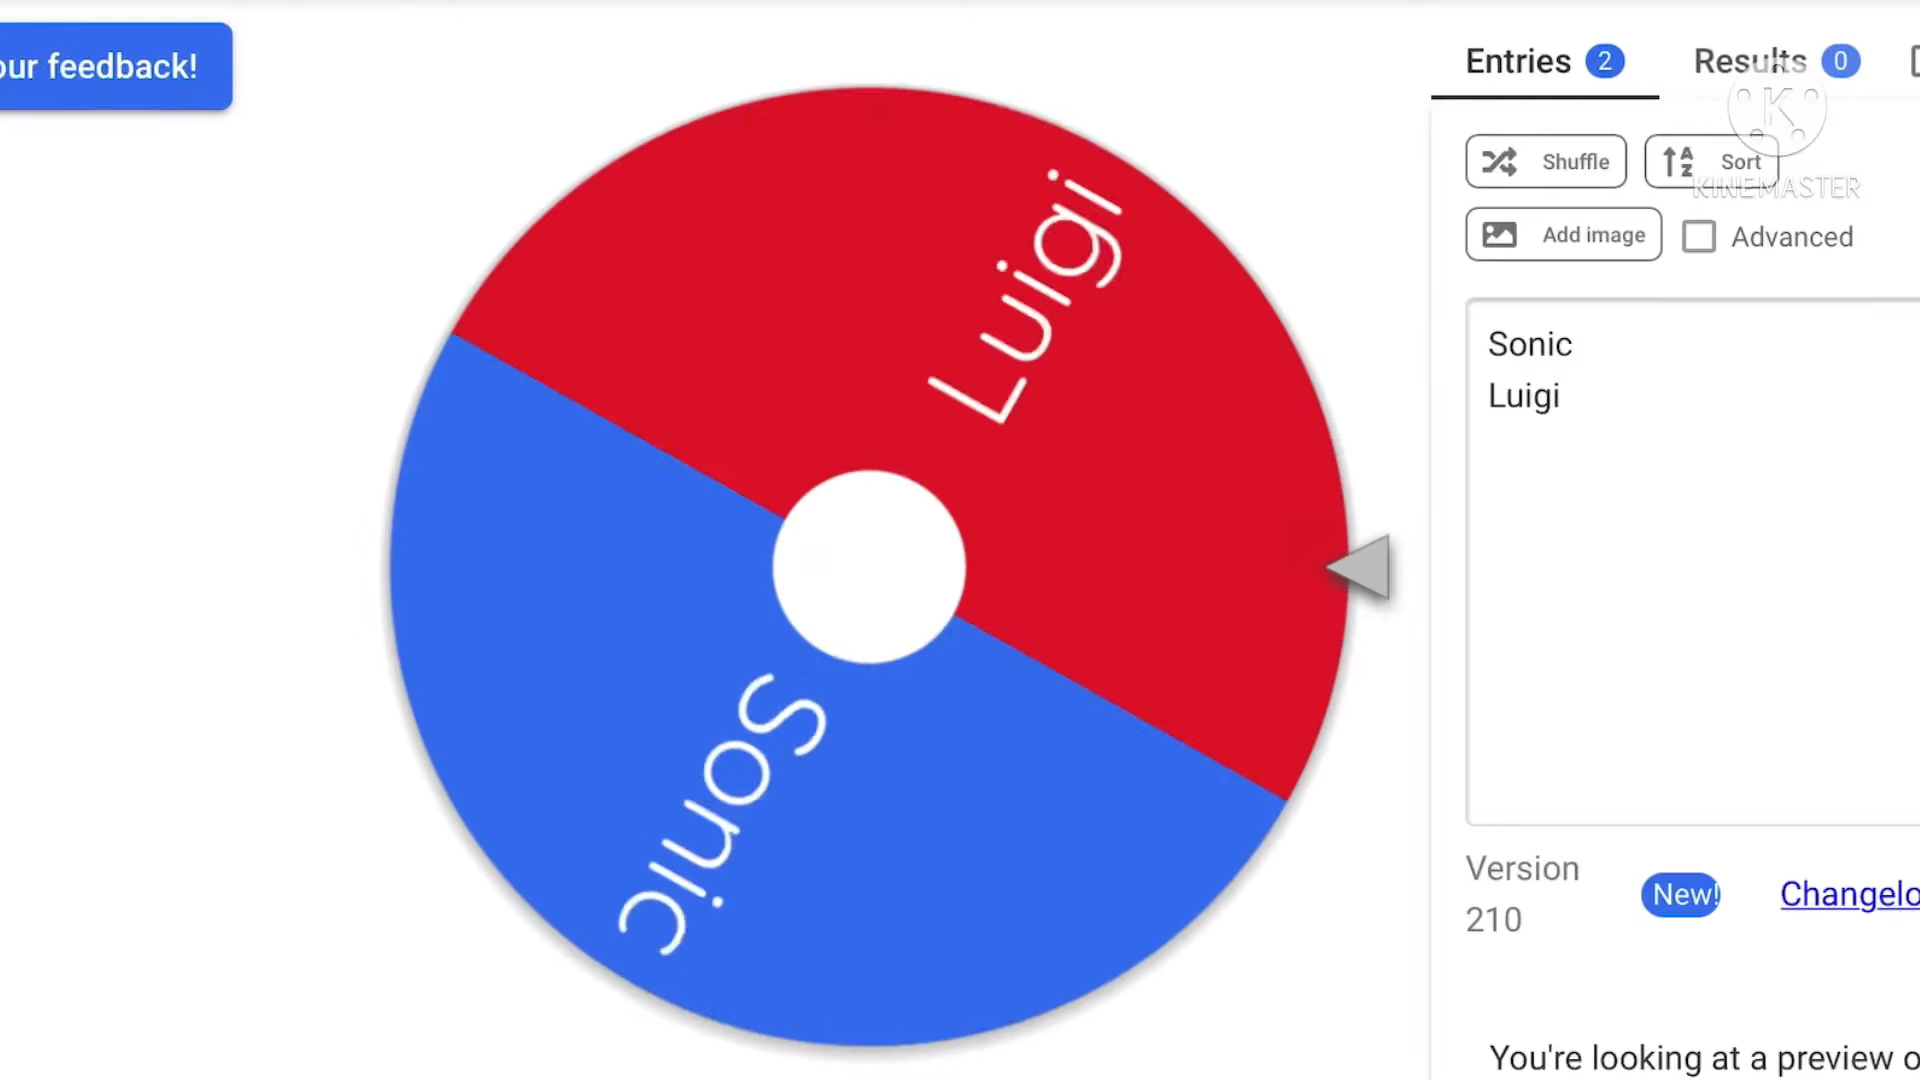 our feedback!
Entries 2
Results 0
Shuffle
Sort
KINEMASTER
Add image
Advanced
Sonic
Luigi
Luigi
Sonic
Version
210
New!
Changelo
You're looking at a preview o